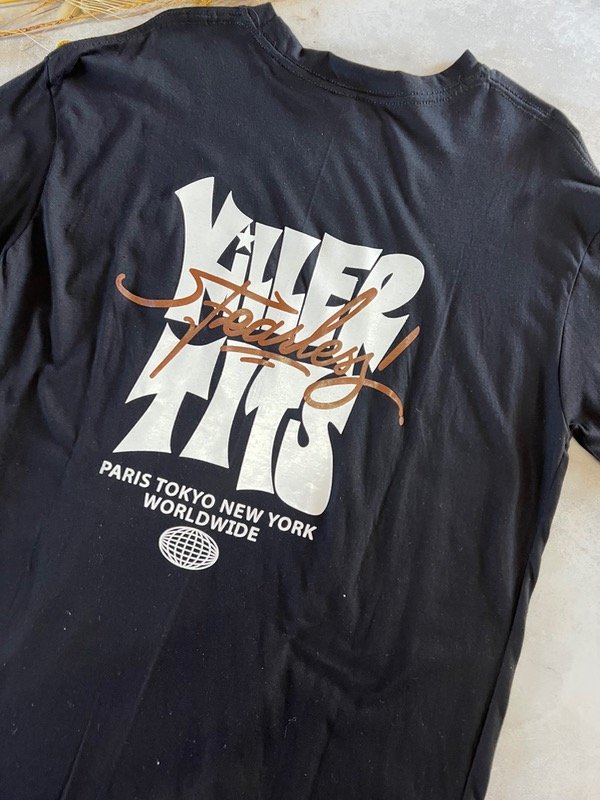 KILLER
fearless!
TITS
PARIS TOKYO NEW YORK
WORLDWIDE